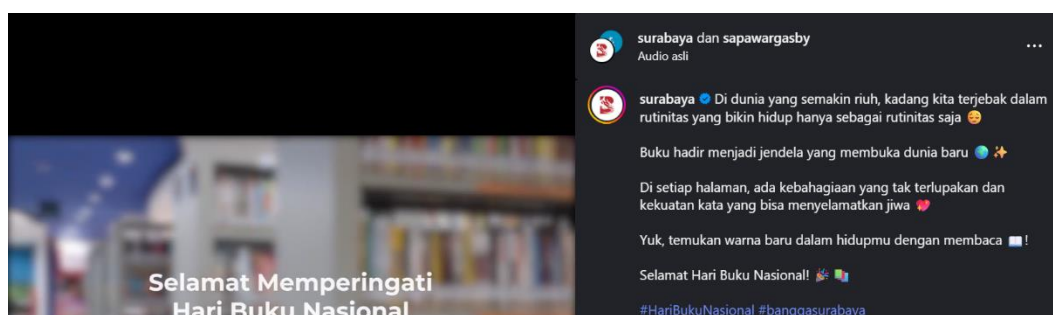 surabaya dan sapawargasby
Audio asli
surabaya Di dunia yang semakin riuh, kadang kita terjebak dalam
rutinitas yang bikin hidup hanya sebagai rutinitas saja 😔
Buku hadir menjadi jendela yang membuka dunia baru 🌍✨
Di setiap halaman, ada kebahagiaan yang tak terlupakan dan
kekuatan kata yang bisa menyelamatkan jiwa 💖
Yuk, temukan warna baru dalam hidupmu dengan membaca 📖!
Selamat Hari Buku Nasional! 🎉📚
#HariBukuNasional #banggasurabaya
Selamat Memperingati
Hari Buku Nasional